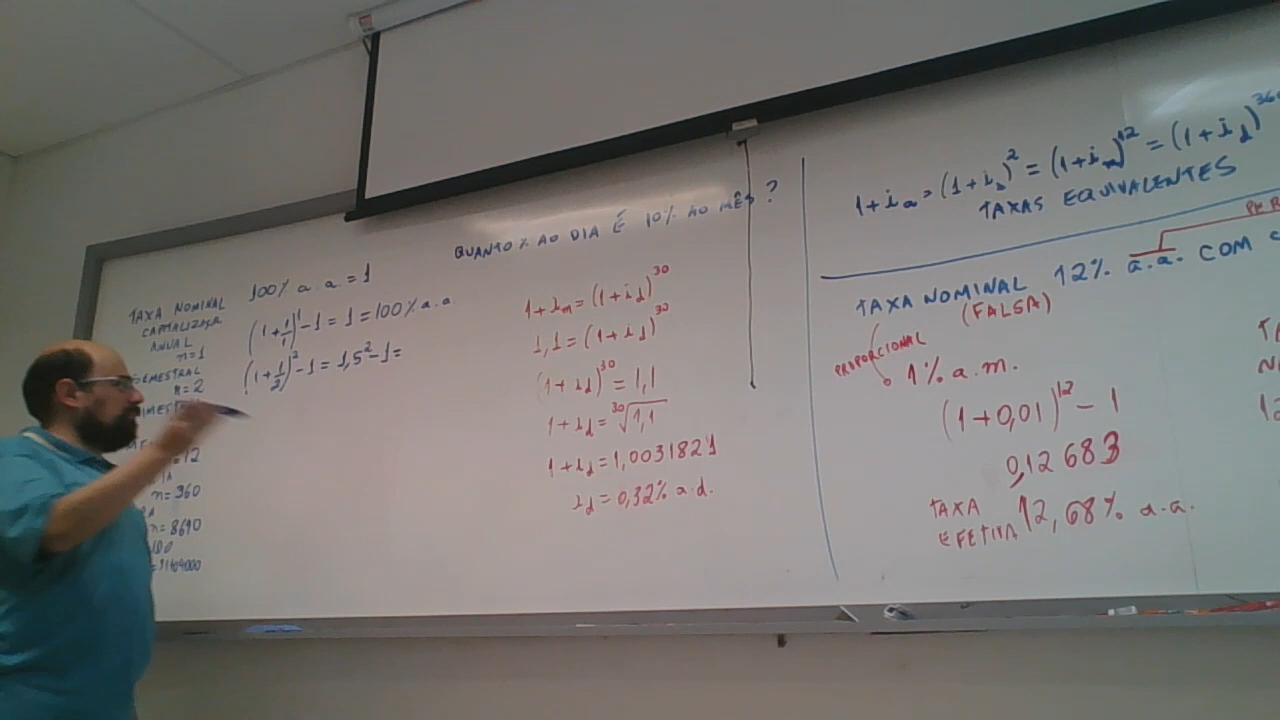 TAXA NOMINAL
CAPITALIZADA
ANUAL
n=1
SEMESTRAL
n=2
=12
n=360
n=8640
100% a.a = 1
(1+1/1)^1 - 1 = 1 = 100% a.a
(1+1/2)^2 - 1 = 1,5^2 - 1 =
QUANTO % AO DIA É 10% AO MÊS ?
1+i_m = (1+i_d)^30
1,1 = (1+i_d)^30
(1+i_d)^30 = 1,1
1+i_d = ³⁰√1,1
1+i_d = 1,0031821
i_d = 0,32% a.d.
1+i_a = (1+i_s)^2 = (1+i_m)^12 = (1+i_d)^360
TAXAS EQUIVALENTES
TAXA NOMINAL 12% a.a. COM
(FALSA)
PROPORCIONAL
1% a.m.
(1+0,01)^12 - 1
0,12683
TAXA
EFETIVA 12,68% a.a.